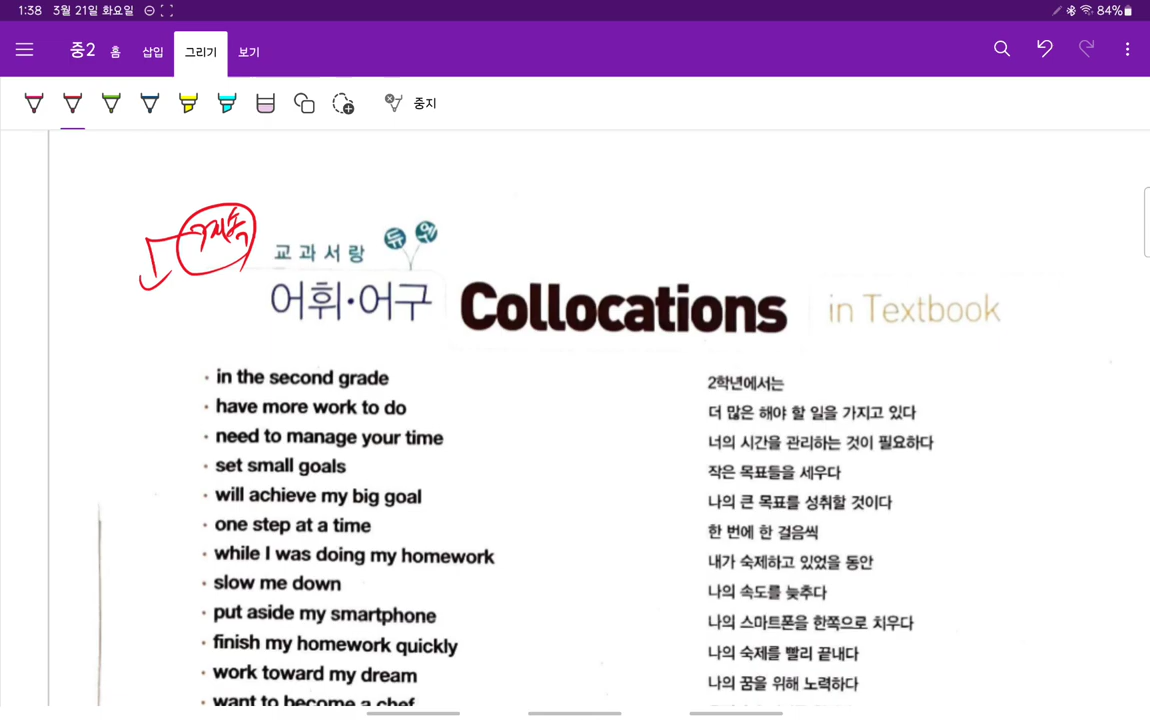 1:38 3월 21일 화요일 84%
중2 홈 삽입 그리기 보기
중지
교과서랑 듀엣
어휘·어구 Collocations in Textbook
· in the second grade 2학년에서는
· have more work to do 더 많은 해야 할 일을 가지고 있다
· need to manage your time 너의 시간을 관리하는 것이 필요하다
· set small goals 작은 목표들을 세우다
· will achieve my big goal 나의 큰 목표를 성취할 것이다
· one step at a time 한 번에 한 걸음씩
· while I was doing my homework 내가 숙제하고 있었을 동안
· slow me down 나의 속도를 늦추다
· put aside my smartphone 나의 스마트폰을 한쪽으로 치우다
· finish my homework quickly 나의 숙제를 빨리 끝내다
· work toward my dream 나의 꿈을 위해 노력하다
· want to become a chef